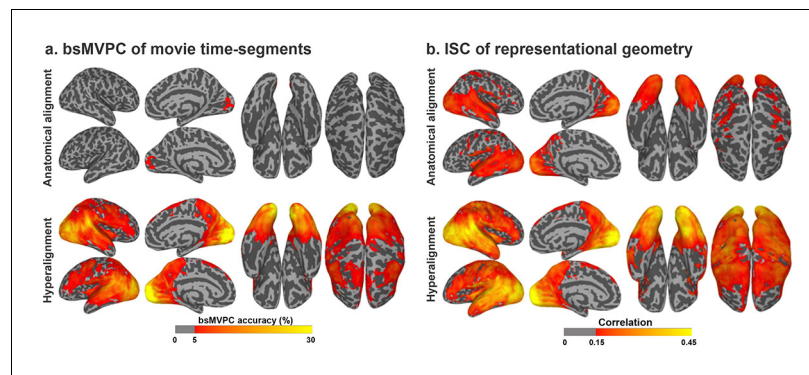 a. bsMVPC of movie time-segments
Anatomical alignment
Hyperalignment
bsMVPC accuracy (%)
0 5 30
b. ISC of representational geometry
Anatomical alignment
Hyperalignment
Correlation
0 0.15 0.45